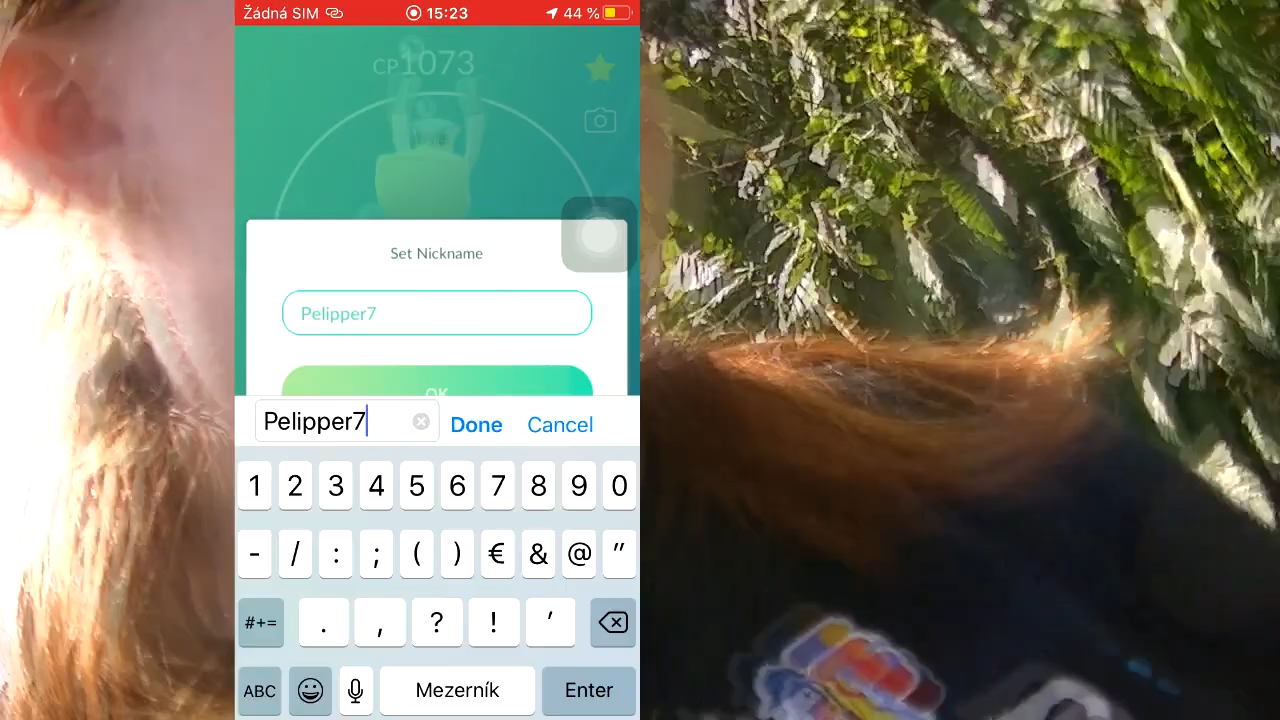 Žádná SIM 15:23 44 %
CP1073
Set Nickname
Pelipper7
OK
Pelipper7 Done Cancel
1 2 3 4 5 6 7 8 9 0
- / : ; ( ) € & @ "
#+= . , ? ! '
ABC Mezerník Enter